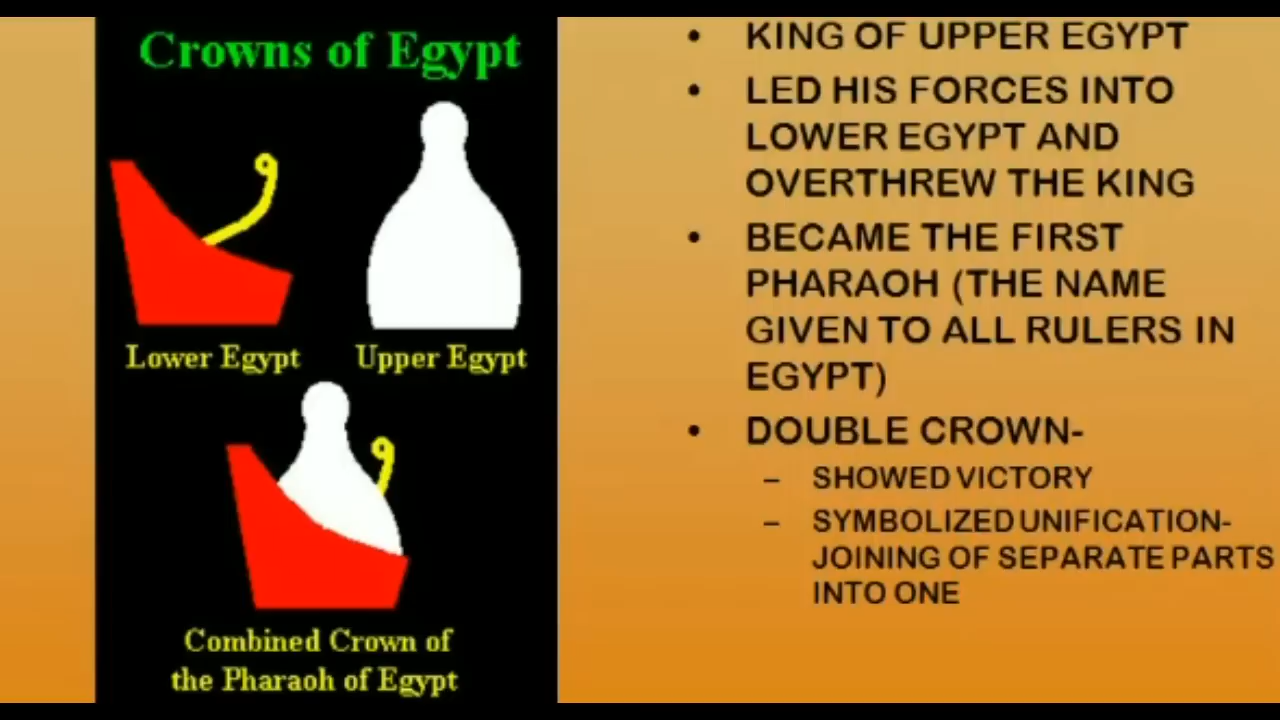 Crowns of Egypt
Lower Egypt
Upper Egypt
Combined Crown of
the Pharaoh of Egypt
• KING OF UPPER EGYPT
• LED HIS FORCES INTO
LOWER EGYPT AND
OVERTHREW THE KING
• BECAME THE FIRST
PHARAOH (THE NAME
GIVEN TO ALL RULERS IN
EGYPT)
• DOUBLE CROWN-
– SHOWED VICTORY
– SYMBOLIZED UNIFICATION-
JOINING OF SEPARATE PARTS
INTO ONE